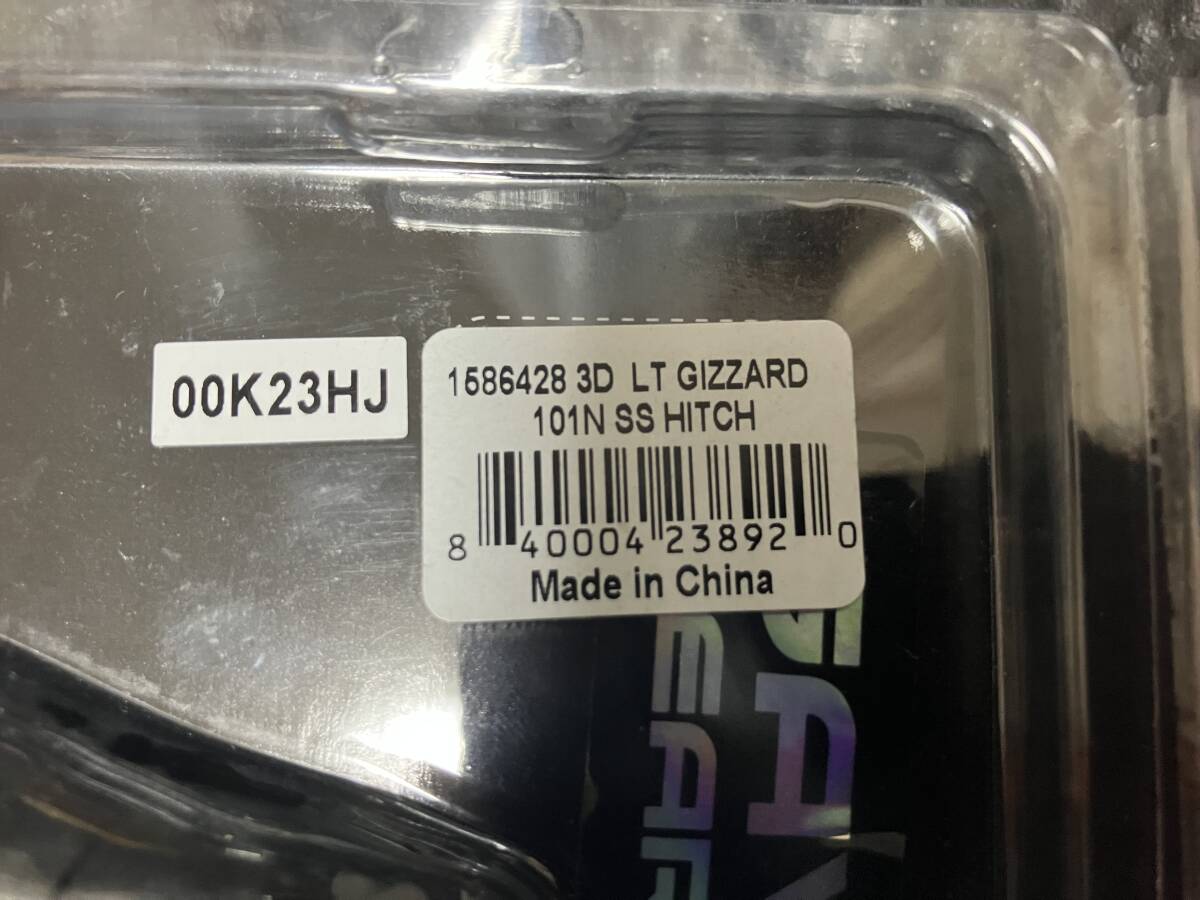 00K23HJ
1586428 3D LT GIZZARD
101N SS HITCH
8 40004 23892 0
Made in China